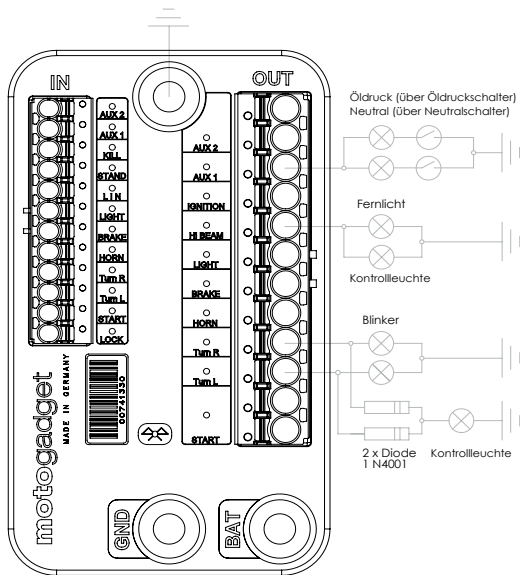 IN
OUT
AUX 2
AUX 1
KILL
STAND
L I N
LIGHT
BRAKE
HORN
Turn R
Turn L
START
LOCK
AUX 2
AUX 1
IGNITION
HI BEAM
LIGHT
BRAKE
HORN
Turn R
Turn L
START
motogadget
MADE IN GERMANY
00741330
GND
BAT
Öldruck (über Öldruckschalter)
Neutral (über Neutralschalter)
Fernlicht
Kontrollleuchte
Blinker
2 x Diode
1 N4001
Kontrollleuchte